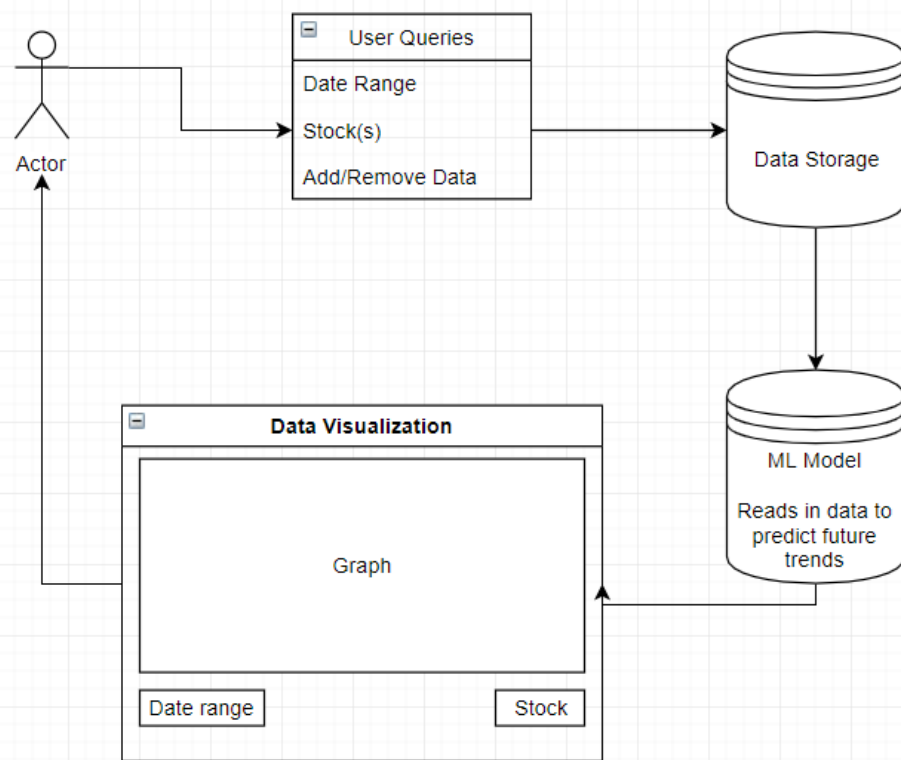 User Queries
Date Range
Stock(s)
Add/Remove Data
Actor
Data Storage
ML Model
Reads in data to
predict future
trends
Data Visualization
Graph
Date range
Stock